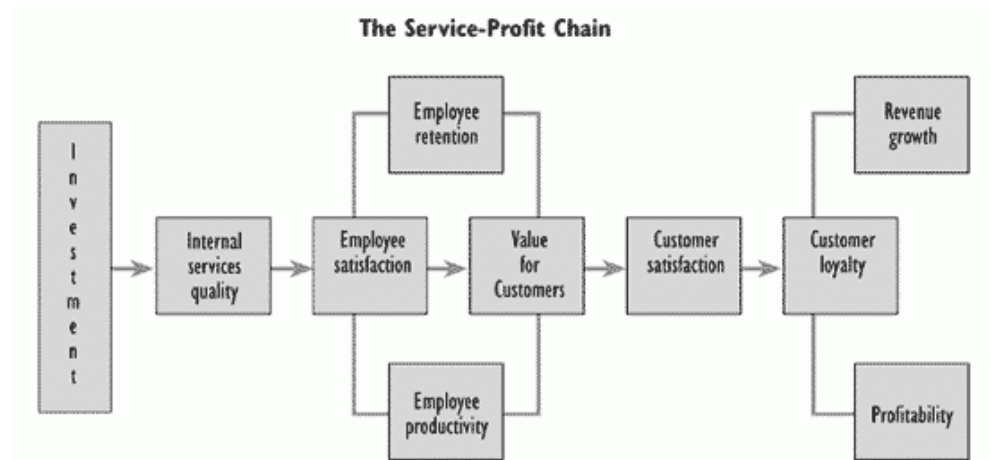 The Service-Profit Chain
Investment
Internal
services
quality
Employee
satisfaction
Employee
retention
Employee
productivity
Value
for
Customers
Customer
satisfaction
Customer
loyalty
Revenue
growth
Profitability